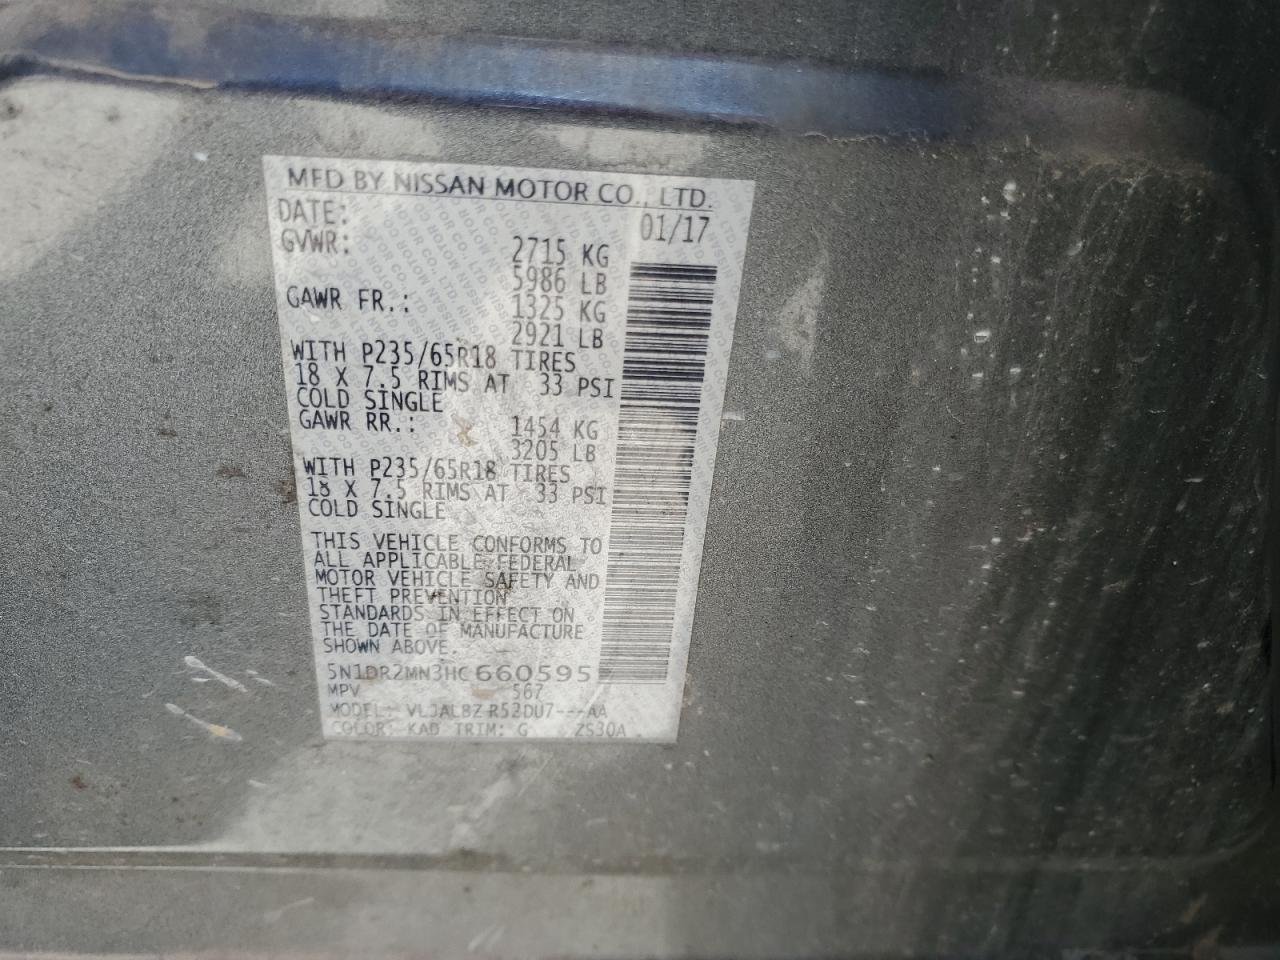 MFD BY NISSAN MOTOR CO., LTD.
DATE: 01/17
GVWR: 2715 KG
5986 LB
GAWR FR.: 1325 KG
2921 LB
WITH P235/65R18 TIRES
18 X 7.5 RIMS AT 33 PSI
COLD SINGLE
GAWR RR.: 1454 KG
3205 LB
WITH P235/65R18 TIRES
18 X 7.5 RIMS AT 33 PSI
COLD SINGLE
THIS VEHICLE CONFORMS TO
ALL APPLICABLE FEDERAL
MOTOR VEHICLE SAFETY AND
THEFT PREVENTION
STANDARDS IN EFFECT ON
THE DATE OF MANUFACTURE
SHOWN ABOVE.
5N1DR2MN3HC660595
MPV 567
MODEL: VLJALBZ R52DU7---AA
COLOR: KAD TRIM: G ZS30A